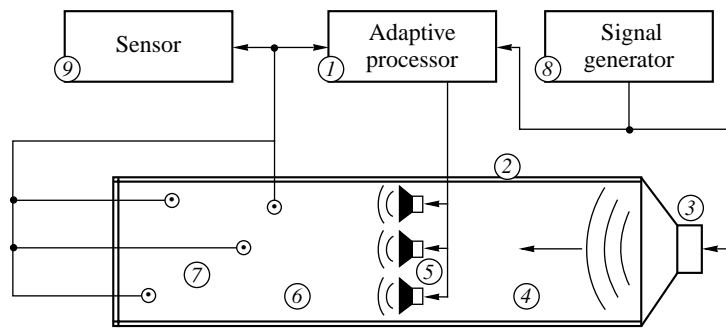 Sensor
9
Adaptive
processor
1
Signal
generator
8
2
3
7
6
5
4